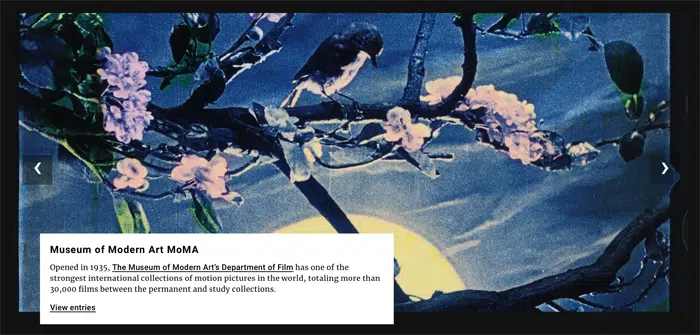 Museum of Modern Art MoMA
Opened in 1935, The Museum of Modern Art's Department of Film has one of the
strongest international collections of motion pictures in the world, totaling more than
30,000 films between the permanent and study collections.
View entries